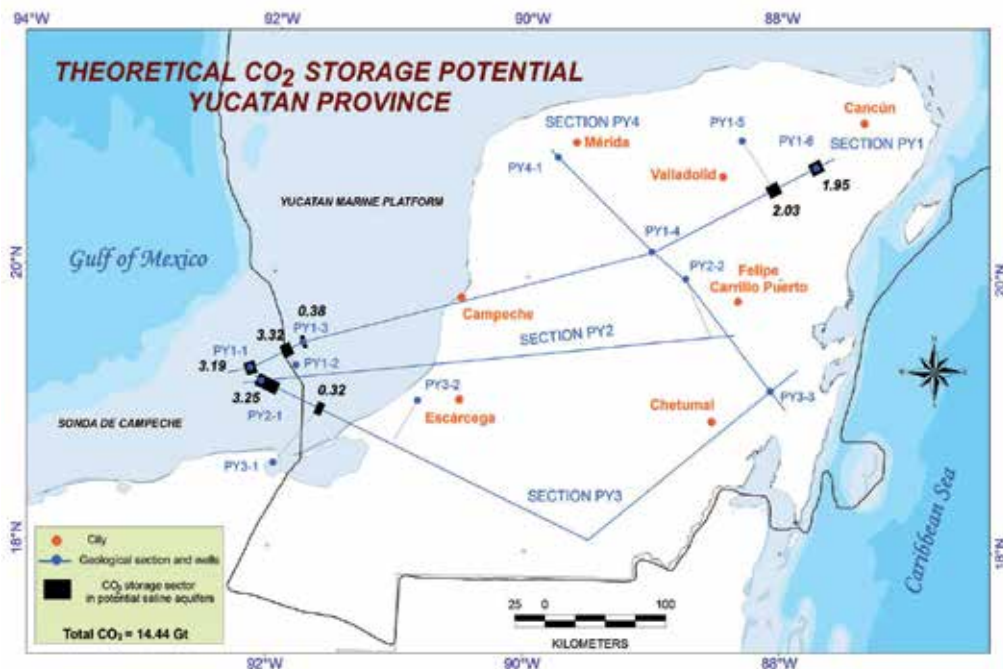 94°W
92°W
90°W
88°W
THEORETICAL CO₂ STORAGE POTENTIAL
YUCATAN PROVINCE
SECTION PY4
Mérida
PY4-1
PY1-5
PY1-6
Cancún
SECTION PY1
Valladolid
1.95
2.03
YUCATAN MARINE PLATFORM
Gulf of Mexico
20°N
20°N
PY1-4
PY2-2
Felipe
Carrillo Puerto
Campeche
0.38
PY1-3
3.32
PY1-1
3.19
PY1-2
SECTION PY2
0.32
3.25
PY2-1
PY3-2
Escárcega
PY3-3
Chetumal
SONDA DE CAMPECHE
PY3-1
SECTION PY3
18°N
18°N
Caribbean Sea
City
Geological section and wells
CO₂ storage sector
in potential saline aquifers
Total CO₂ = 14.44 Gt
25 0 100
KILOMETERS
92°W
90°W
88°W